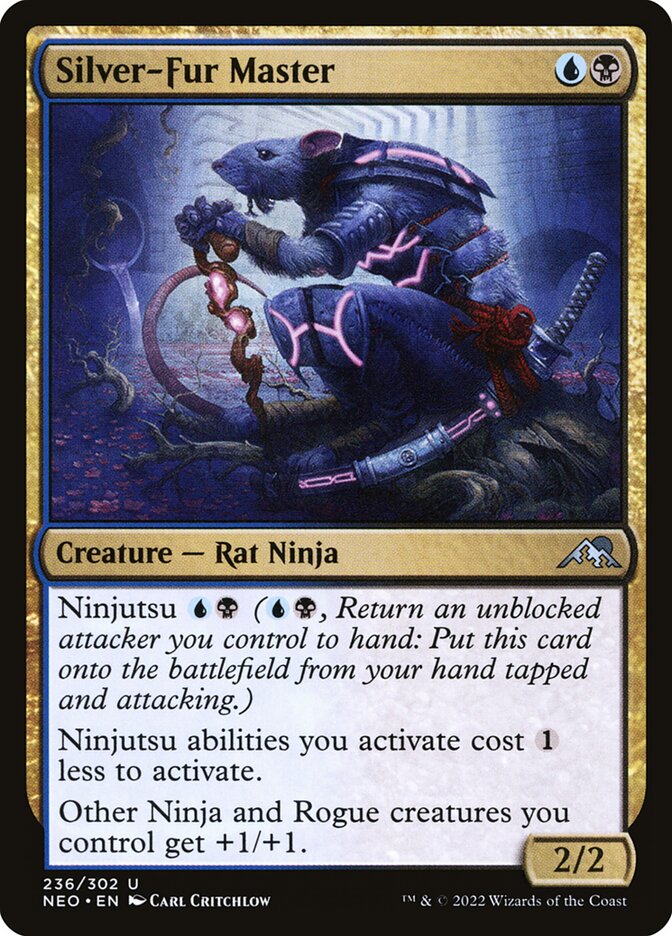 Silver-Fur Master
Creature — Rat Ninja
Ninjutsu (, Return an unblocked
attacker you control to hand: Put this card
onto the battlefield from your hand tapped
and attacking.)
Ninjutsu abilities you activate cost 1
less to activate.
Other Ninja and Rogue creatures you
control get +1/+1.
2/2
236/302 U
NEO • EN Carl Critchlow
™ & © 2022 Wizards of the Coast